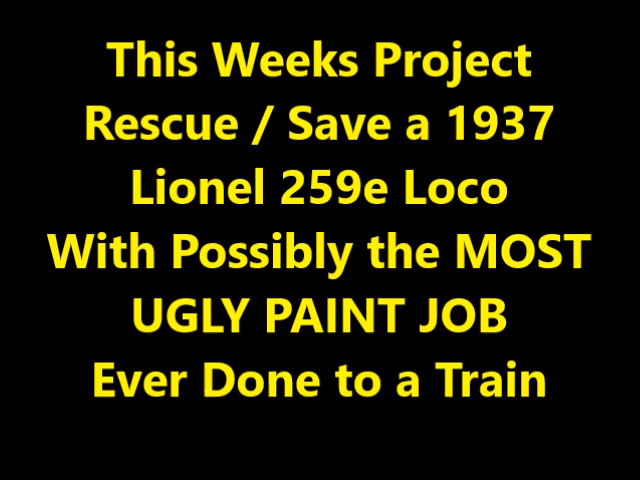 This Weeks Project
Rescue / Save a 1937
Lionel 259e Loco
With Possibly the MOST
UGLY PAINT JOB
Ever Done to a Train